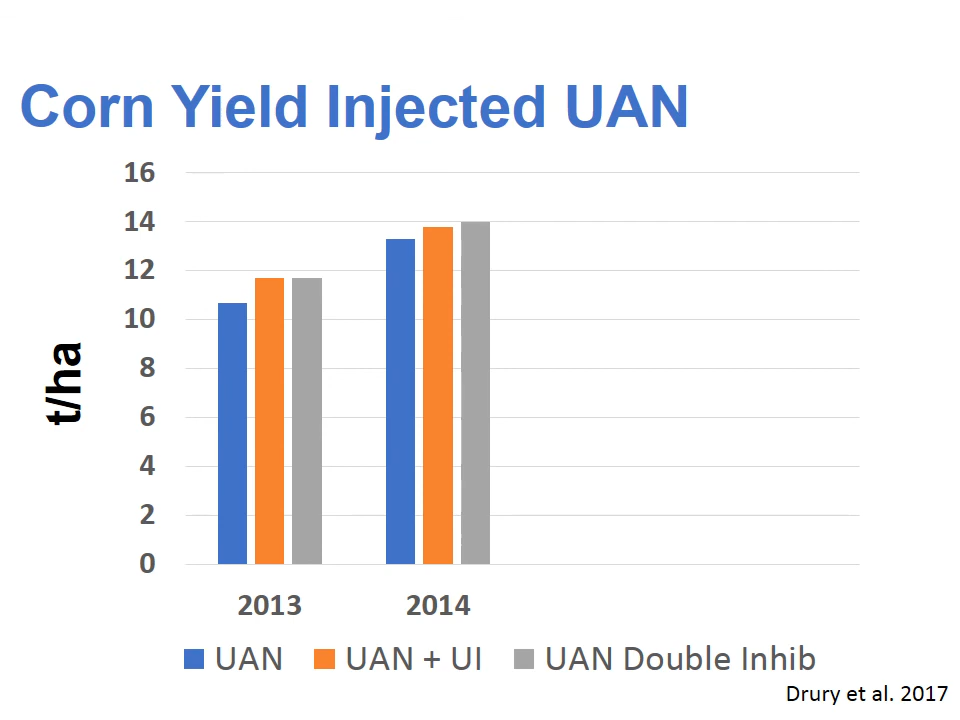 Corn Yield Injected UAN
16
14
12
10
8
6
4
2
0
t/ha
2013 2014
UAN UAN + UI UAN Double Inhib
Drury et al. 2017